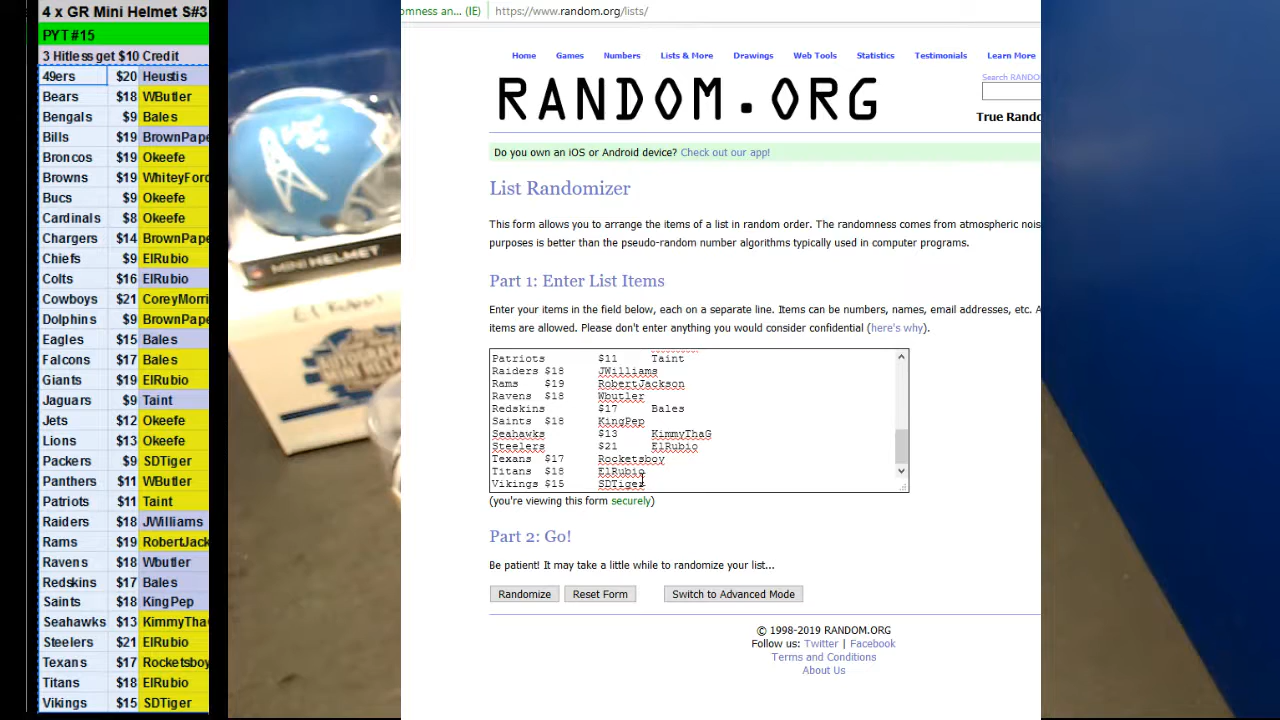 4 x GR Mini Helmet S#3
PYT #15
3 Hitless get $10 Credit
49ers $20 Heustis
Bears $18 WButler
Bengals $9 Bales
Bills $19 BrownPape
Broncos $19 Okeefe
Browns $19 WhiteyFord
Bucs $9 Okeefe
Cardinals $8 Okeefe
Chargers $14 BrownPape
Chiefs $9 ElRubio
Colts $16 ElRubio
Cowboys $21 CoreyMorri
Dolphins $9 BrownPape
Eagles $15 Bales
Falcons $17 Bales
Giants $19 ElRubio
Jaguars $9 Taint
Jets $12 Okeefe
Lions $13 Okeefe
Packers $9 SDTiger
Panthers $11 WButler
Patriots $11 Taint
Raiders $18 JWilliams
Rams $19 RobertJack
Ravens $18 Wbutler
Redskins $17 Bales
Saints $18 KingPep
Seahawks $13 KimmyThaG
Steelers $21 ElRubio
Texans $17 Rocketsboy
Titans $18 ElRubio
Vikings $15 SDTiger
MINI HELMET
omness an... (IE) https://www.random.org/lists/
Home Games Numbers Lists & More Drawings Web Tools Statistics Testimonials Learn More
Search RANDO
RANDOM.ORG
True Rando
Do you own an iOS or Android device? Check out our app!
List Randomizer
This form allows you to arrange the items of a list in random order. The randomness comes from atmospheric nois
purposes is better than the pseudo-random number algorithms typically used in computer programs.
Part 1: Enter List Items
Enter your items in the field below, each on a separate line. Items can be numbers, names, email addresses, etc. A
items are allowed. Please don't enter anything you would consider confidential (here's why).
Patriots $11 Taint
Raiders $18 JWilliams
Rams $19 RobertJackson
Ravens $18 Wbutler
Redskins $17 Bales
Saints $18 KingPep
Seahawks $13 KimmyThaG
Steelers $21 ElRubio
Texans $17 Rocketsboy
Titans $18 ElRubio
Vikings $15 SDTiger
(you're viewing this form securely)
Part 2: Go!
Be patient! It may take a little while to randomize your list...
Randomize Reset Form Switch to Advanced Mode
© 1998-2019 RANDOM.ORG
Follow us: Twitter | Facebook
Terms and Conditions
About Us